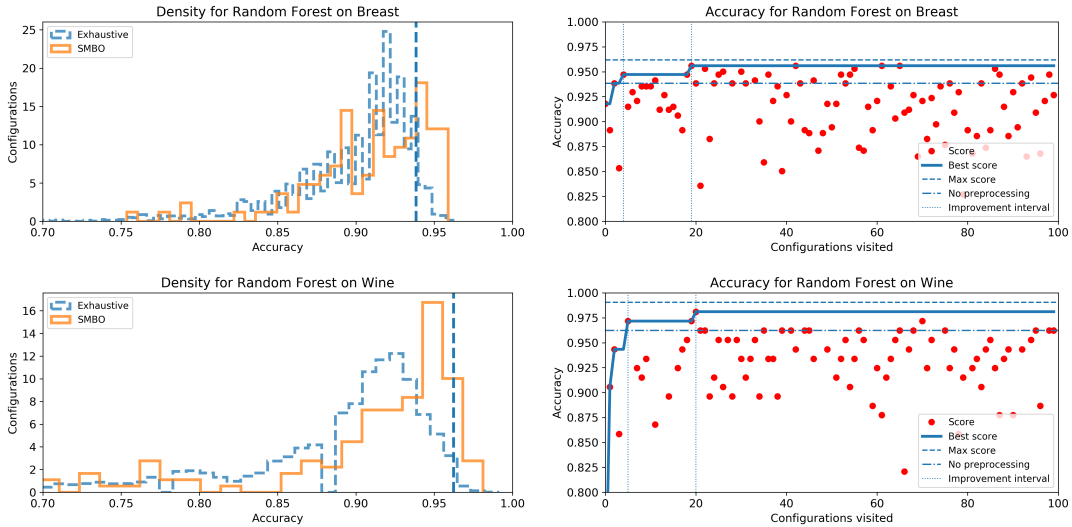 Density for Random Forest on Breast
Configurations
25
20
15
10
5
0
Exhaustive
SMBO
0.70
0.75
0.80
0.85
0.90
0.95
1.00
Accuracy
Accuracy for Random Forest on Breast
Accuracy
1.000
0.975
0.950
0.925
0.900
0.875
0.850
0.825
0.800
Score
Best score
Max score
No preprocessing
Improvement interval
0
20
40
60
80
100
Configurations visited
Density for Random Forest on Wine
Configurations
16
14
12
10
8
6
4
2
0
Exhaustive
SMBO
0.70
0.75
0.80
0.85
0.90
0.95
1.00
Accuracy
Accuracy for Random Forest on Wine
Accuracy
1.000
0.975
0.950
0.925
0.900
0.875
0.850
0.825
0.800
Score
Best score
Max score
No preprocessing
Improvement interval
0
20
40
60
80
100
Configurations visited